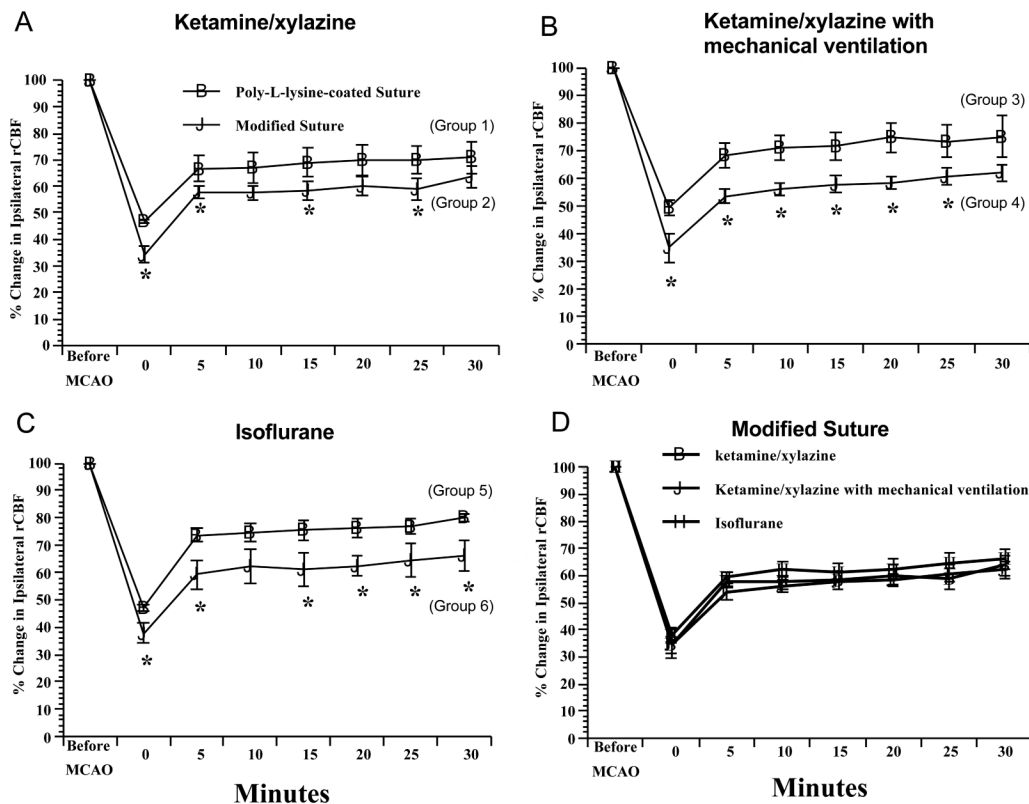 A
Ketamine/xylazine
% Change in Ipsilateral rCBF
100
90
80
70
60
50
40
30
20
10
0
B Poly-L-lysine-coated Suture
J Modified Suture
(Group 1)
(Group 2)
* * * *
Before MCAO 0 5 10 15 20 25 30
B
Ketamine/xylazine with
mechanical ventilation
% Change in Ipsilateral rCBF
100
90
80
70
60
50
40
30
20
10
0
(Group 3)
(Group 4)
* * * * * *
Before MCAO 0 5 10 15 20 25 30
C
Isoflurane
% Change in Ipsilateral rCBF
100
90
80
70
60
50
40
30
20
10
0
(Group 5)
(Group 6)
* * * * * *
Before MCAO 0 5 10 15 20 25 30
Minutes
D
Modified Suture
% Change in Ipsilateral rCBF
100
90
80
70
60
50
40
30
20
10
0
B ketamine/xylazine
J Ketamine/xylazine with mechanical ventilation
H Isoflurane
Before MCAO 0 5 10 15 20 25 30
Minutes